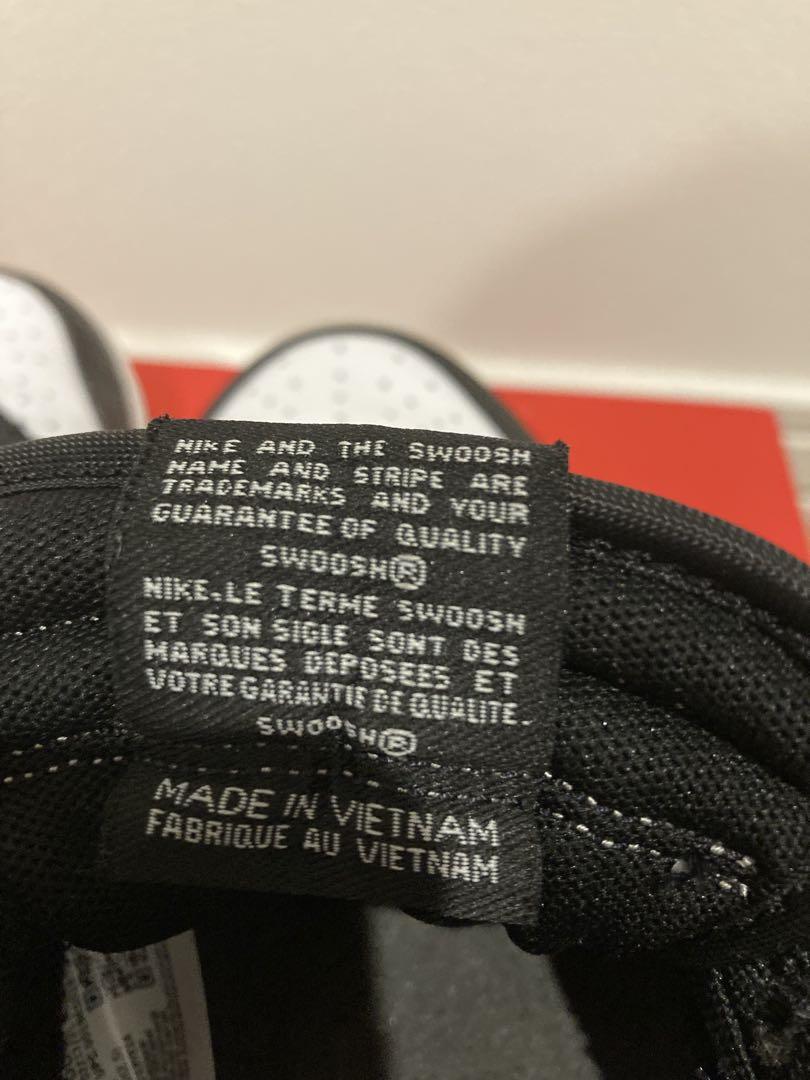 NIKE AND THE SWOOSH
NAME AND STRIPE ARE
TRADEMARKS AND YOUR
GUARANTEE OF QUALITY
SWOOSH®
NIKE.LE TERME SWOOSH
ET SON SIGLE SONT DES
MARQUES DEPOSEES ET
VOTRE GARANTIE DE QUALITE.
SWOOSH®
MADE IN VIETNAM
FABRIQUE AU VIETNAM